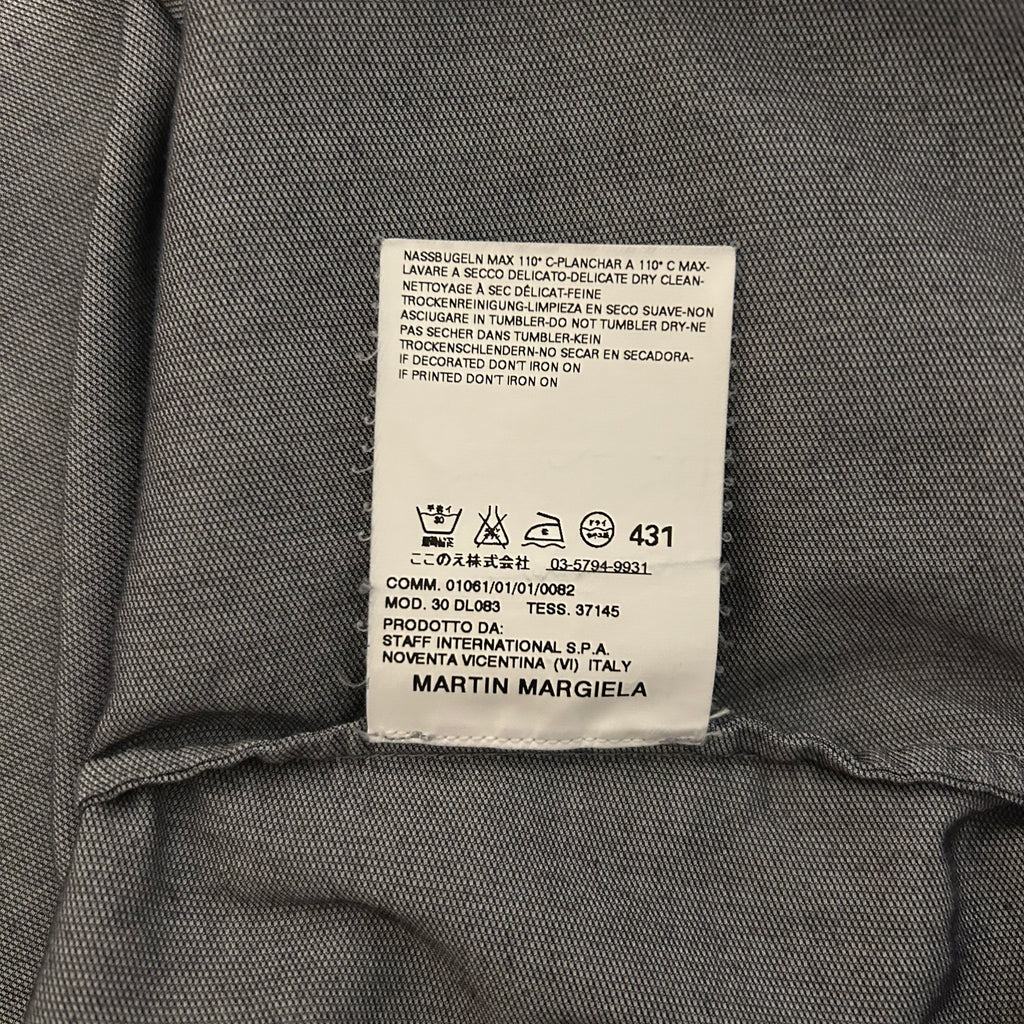 NASSBUGELN MAX 110° C-PLANCHAR A 110° C MAX-
LAVARE A SECCO DELICATO-DELICATE DRY CLEAN-
NETTOYAGE À SEC DÉLICAT-FEINE
TROCKENREINIGUNG-LIMPIEZA EN SECO SUAVE-NON
ASCIUGARE IN TUMBLER-DO NOT TUMBLER DRY-NE
PAS SECHER DANS TUMBLER-KEIN
TROCKENSCHLENDERN-NO SECAR EN SECADORA-
IF DECORATED DON'T IRON ON
IF PRINTED DON'T IRON ON
30 ドライ 431
ここのえ株式会社 03-5794-9931
COMM. 01061/01/01/0082
MOD. 30 DL083 TESS. 37145
PRODOTTO DA:
STAFF INTERNATIONAL S.P.A.
NOVENTA VICENTINA (VI) ITALY
MARTIN MARGIELA